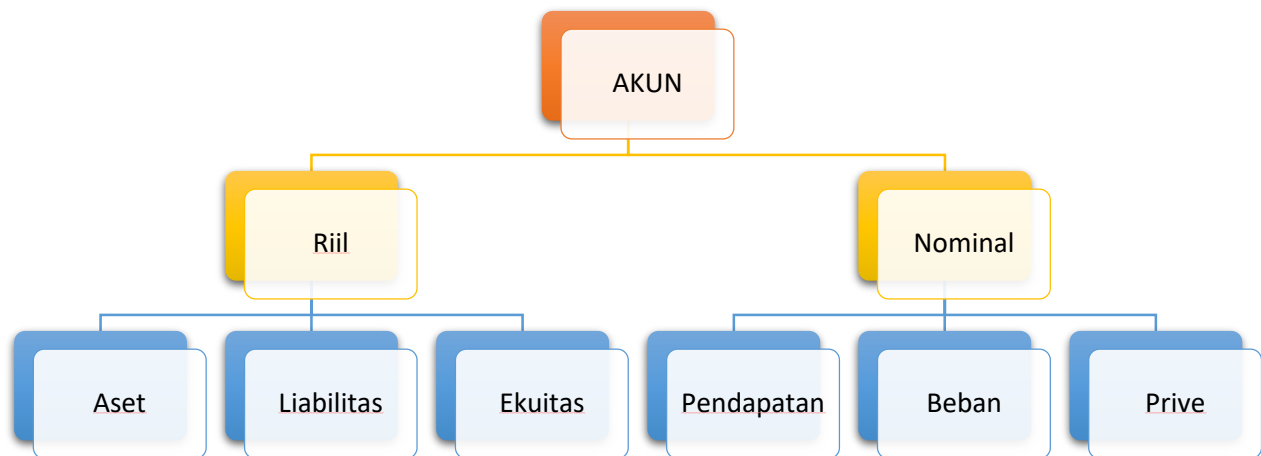 AKUN
Riil
Nominal
Aset
Liabilitas
Ekuitas
Pendapatan
Beban
Prive